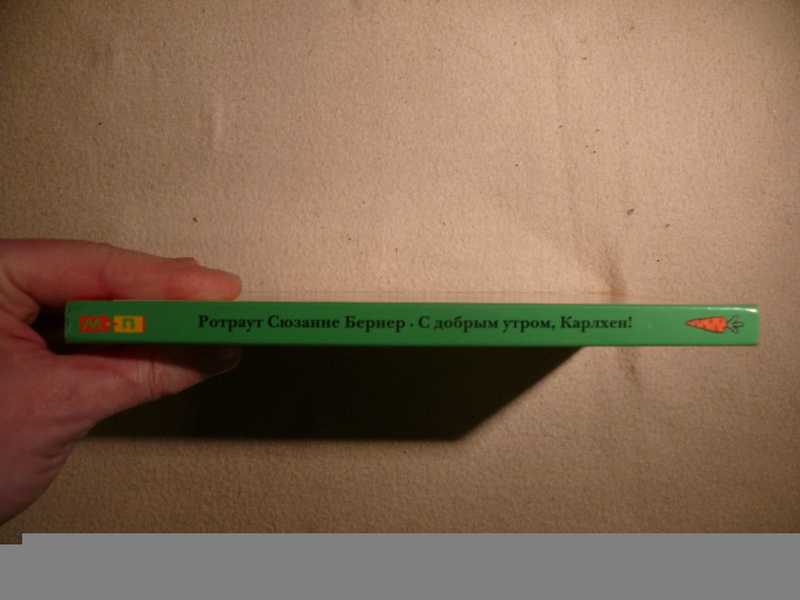 М П Ротраут Сюзанне Бернер · С добрым утром, Карлхен!